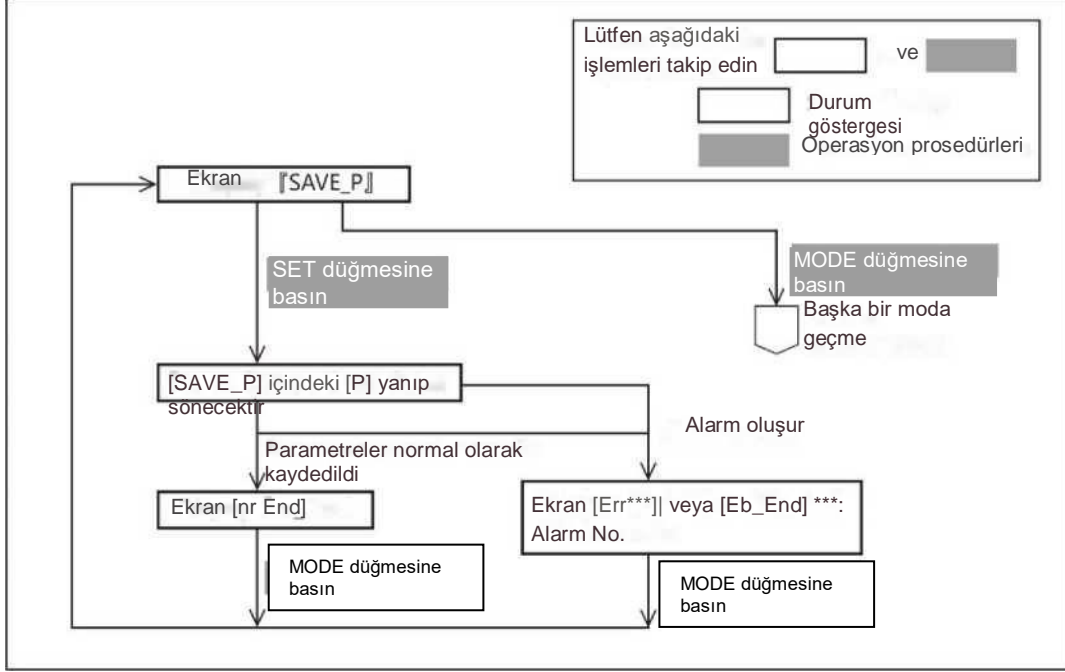 Lütfen aşağıdaki
işlemleri takip edin
ve
Durum
göstergesi
Operasyon prosedürleri
Ekran 『SAVE_P』
SET düğmesine
basın
MODE düğmesine
basın
Başka bir moda
geçme
[SAVE_P] içindeki [P] yanıp
sönecektir
Alarm oluşur
Parametreler normal olarak
kaydedildi
Ekran [nr End]
Ekran [Err***]| veya [Eb_End] ***:
Alarm No.
MODE düğmesine
basın
MODE düğmesine
basın